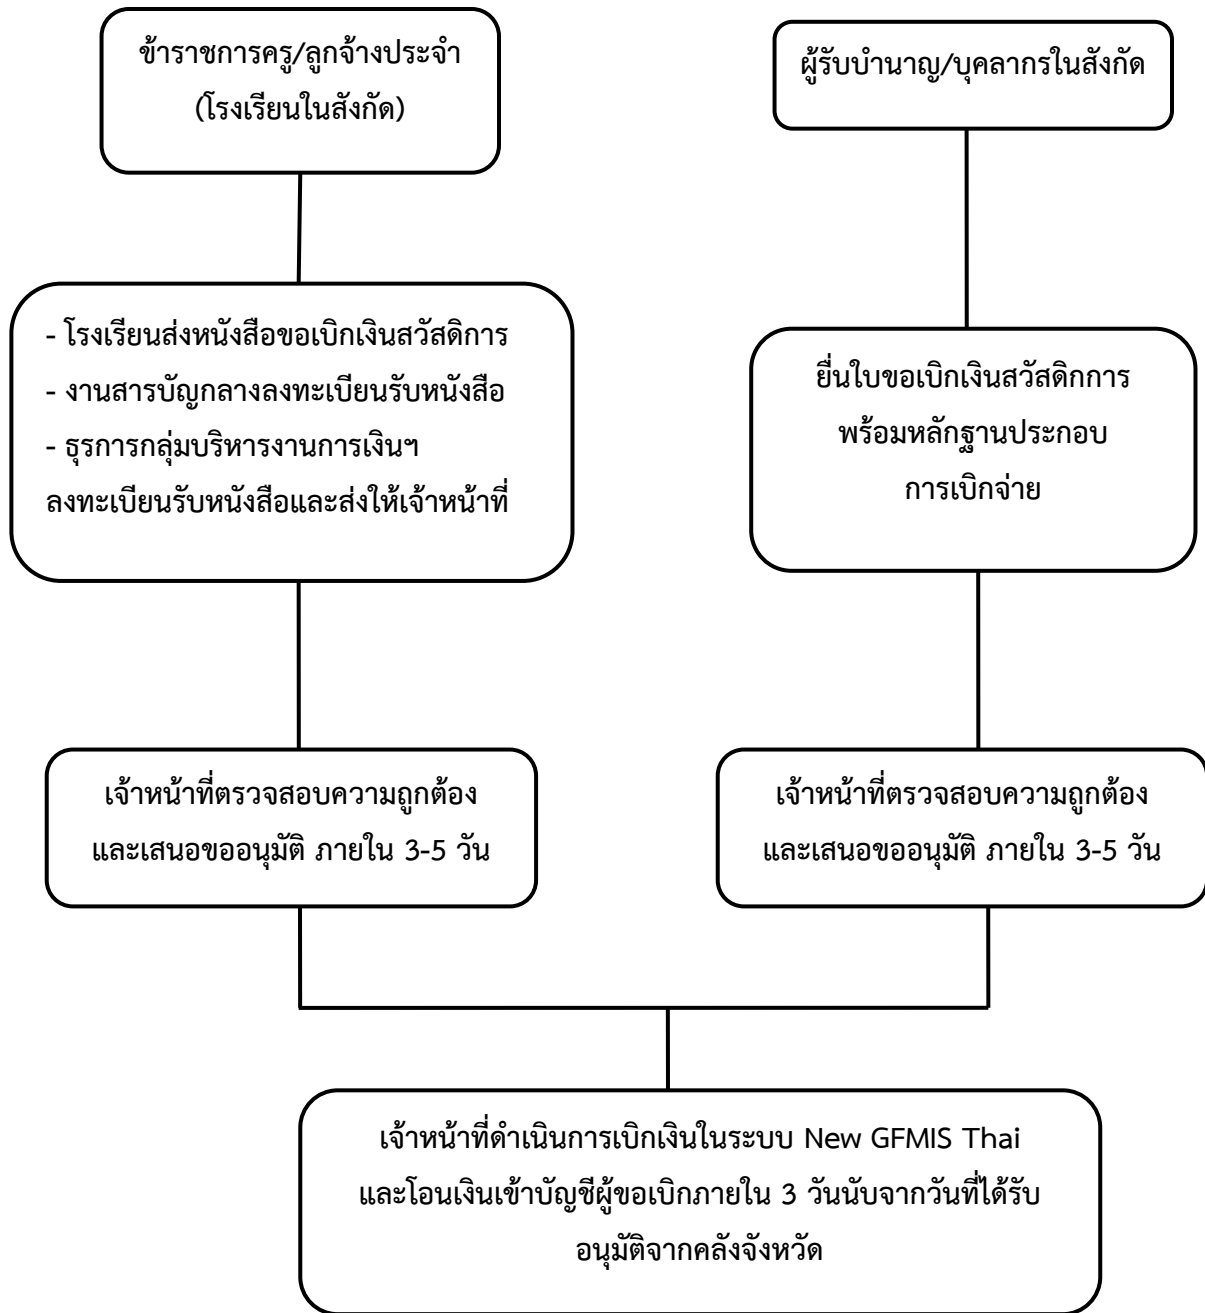 ข้าราชการครู/ลูกจ้างประจำ
(โรงเรียนในสังกัด)
ผู้รับบำนาญ/บุคลากรในสังกัด
- โรงเรียนส่งหนังสือขอเบิกเงินสวัสดิการ
- งานสารบัญกลางลงทะเบียนรับหนังสือ
- ธุรการกลุ่มบริหารงานการเงินฯ
ลงทะเบียนรับหนังสือและส่งให้เจ้าหน้าที่
ยื่นใบขอเบิกเงินสวัสดิกการ
พร้อมหลักฐานประกอบ
การเบิกจ่าย
เจ้าหน้าที่ตรวจสอบความถูกต้อง
และเสนอขออนุมัติ ภายใน 3-5 วัน
เจ้าหน้าที่ตรวจสอบความถูกต้อง
และเสนอขออนุมัติ ภายใน 3-5 วัน
เจ้าหน้าที่ดำเนินการเบิกเงินในระบบ New GFMIS Thai
และโอนเงินเข้าบัญชีผู้ขอเบิกภายใน 3 วันนับจากวันที่ได้รับ
อนุมัติจากคลังจังหวัด